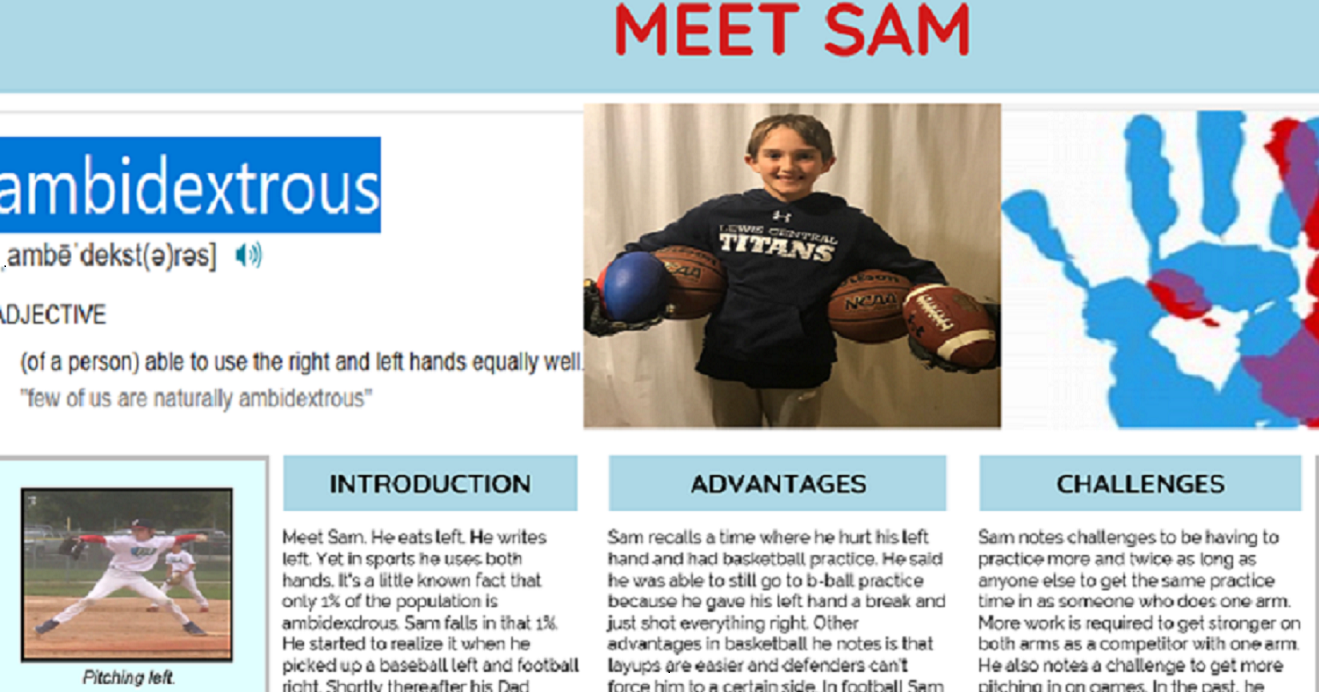 MEET SAM
ambidextrous
ˌambēˈdekst(ə)rəs]
ADJECTIVE
(of a person) able to use the right and left hands equally well.
"few of us are naturally ambidextrous"
LEWIS CENTRAL
TITANS
NCAA
Pitching left.
INTRODUCTION
Meet Sam. He eats left. He writes
left. Yet in sports he uses both
hands. It's a little known fact that
only 1% of the population is
ambidexdrous. Sam falls in that 1%.
He started to realize it when he
picked up a baseball left and football
right. Shortly thereafter his Dad
ADVANTAGES
Sam recalls a time where he hurt his left
hand and had basketball practice. He said
he was able to still go to b-ball practice
because he gave his left hand a break and
just shot everything right. Other
advantages in basketball he notes is that
layups are easier and defenders can't
force him to a certain side. In football Sam
CHALLENGES
Sam notes challenges to be having to
practice more and twice as long as
anyone else to get the same practice
time in as someone who does one arm.
More work is required to get stronger on
both arms as a competitor with one arm.
He also notes a challenge to get more
pitching in on games. In the past, he